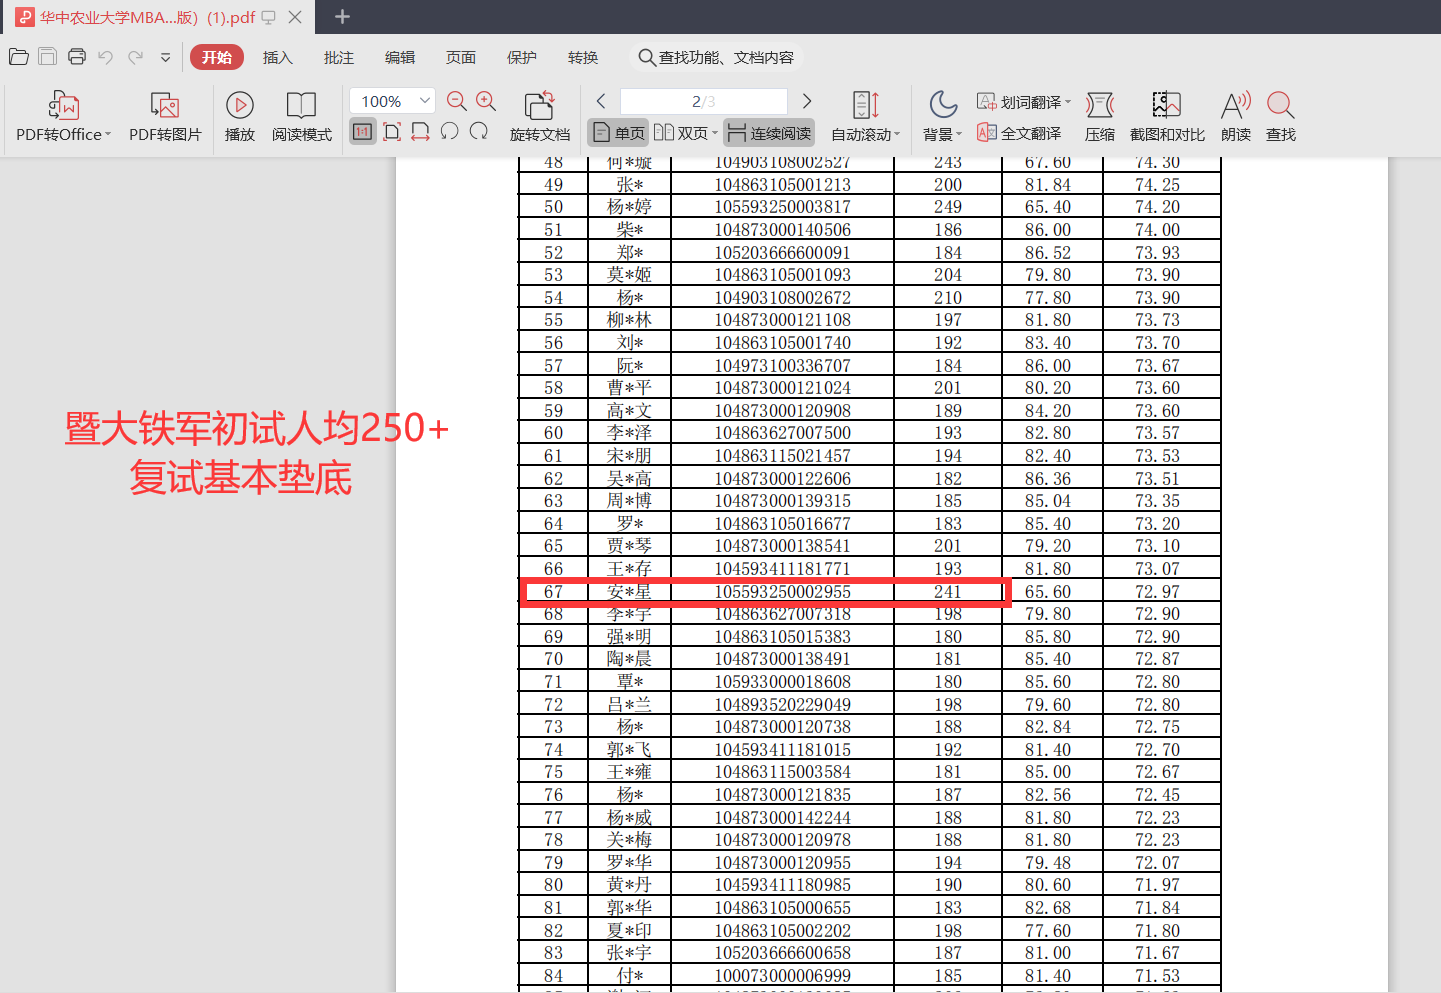 华中农业大学MBA...版）(1).pdf
开始 插入 批注 编辑 页面 保护 转换 查找功能、文档内容
100% 2/3 划词翻译
PDF转Office PDF转图片 播放 阅读模式 1:1 旋转文档 单页 双页 连续阅读 自动滚动 背景 全文翻译 压缩 截图和对比 朗读 查找
48 何*璇 104903108002527 243 67.60 74.30
49 张* 104863105001213 200 81.84 74.25
50 杨*婷 105593250003817 249 65.40 74.20
51 柴* 104873000140506 186 86.00 74.00
52 郑* 105203666600091 184 86.52 73.93
53 莫*姬 104863105001093 204 79.80 73.90
54 杨* 104903108002672 210 77.80 73.90
55 柳*林 104873000121108 197 81.80 73.73
56 刘* 104863105001740 192 83.40 73.70
57 阮* 104973100336707 184 86.00 73.67
58 曹*平 104873000121024 201 80.20 73.60
59 高*文 104873000120908 189 84.20 73.60
60 李*泽 104863627007500 193 82.80 73.57
61 宋*朋 104863115021457 194 82.40 73.53
62 吴*高 104873000122606 182 86.36 73.51
63 周*博 104873000139315 185 85.04 73.35
64 罗* 104863105016677 183 85.40 73.20
65 贾*琴 104873000138541 201 79.20 73.10
66 王*存 104593411181771 193 81.80 73.07
67 安*星 105593250002955 241 65.60 72.97
68 李*宇 104863627007318 198 79.80 72.90
69 强*明 104863105015383 180 85.80 72.90
70 陶*晨 104873000138491 181 85.40 72.87
71 覃* 105933000018608 180 85.60 72.80
72 吕*兰 104893520229049 198 79.60 72.80
73 杨* 104873000120738 188 82.84 72.75
74 郭*飞 104593411181015 192 81.40 72.70
75 王*雍 104863115003584 181 85.00 72.67
76 杨* 104873000121835 187 82.56 72.45
77 杨*威 104873000142244 188 81.80 72.23
78 关*梅 104873000120978 188 81.80 72.23
79 罗*华 104873000120955 194 79.48 72.07
80 黄*丹 104593411180985 190 80.60 71.97
81 郭*华 104863105000655 183 82.68 71.84
82 夏*印 104863105002202 198 77.60 71.80
83 张*宇 105203666600658 187 81.00 71.67
84 付* 100073000006999 185 81.40 71.53
暨大铁军初试人均250+
复试基本垫底